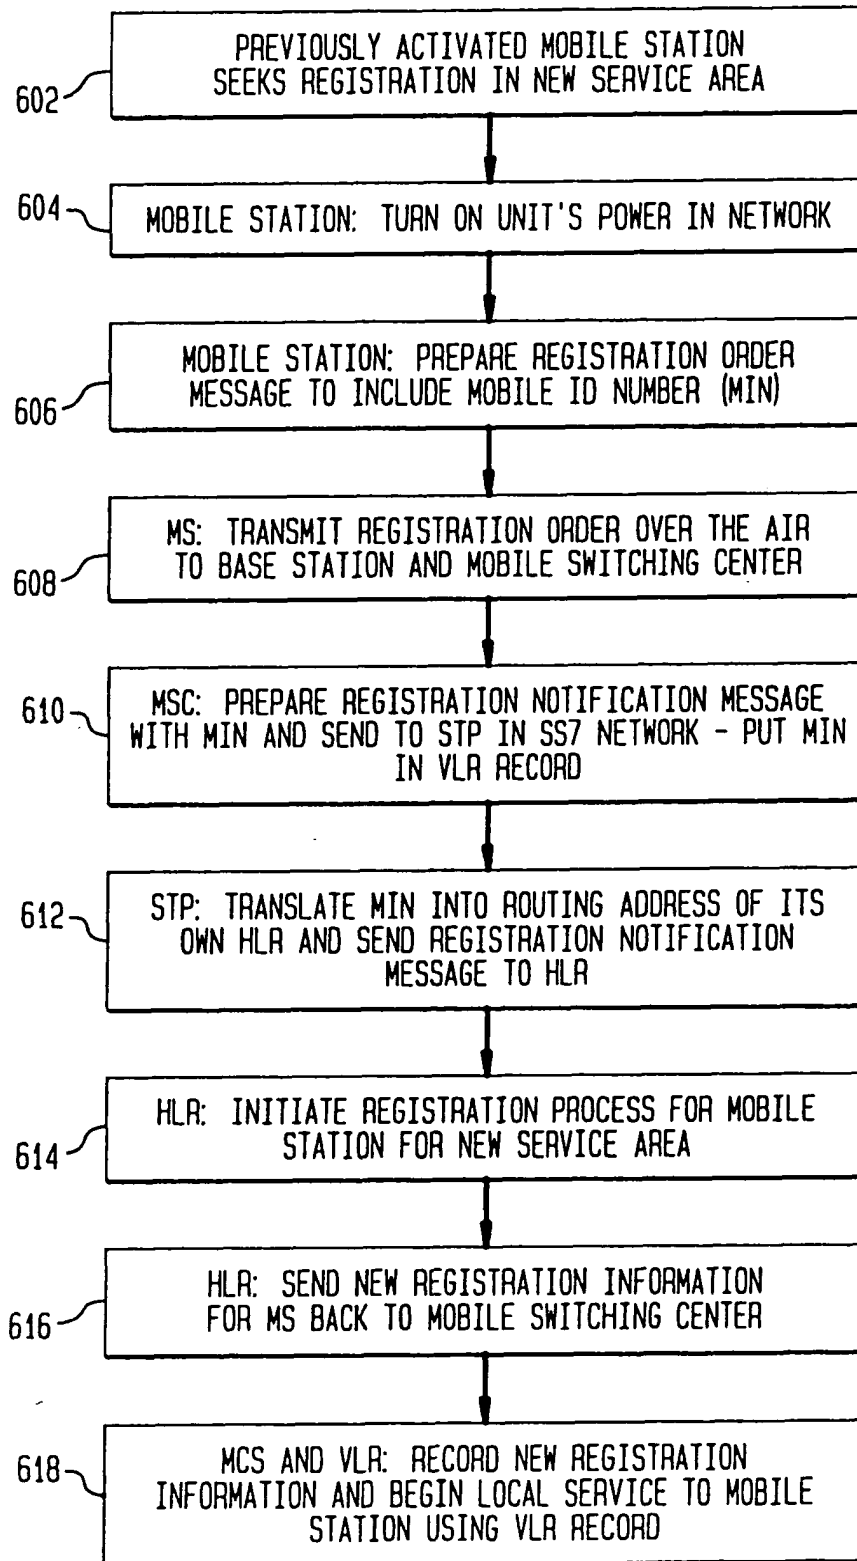 602
PREVIOUSLY ACTIVATED MOBILE STATION
SEEKS REGISTRATION IN NEW SERVICE AREA
604
MOBILE STATION: TURN ON UNIT'S POWER IN NETWORK
606
MOBILE STATION: PREPARE REGISTRATION ORDER
MESSAGE TO INCLUDE MOBILE ID NUMBER (MIN)
608
MS: TRANSMIT REGISTRATION ORDER OVER THE AIR
TO BASE STATION AND MOBILE SWITCHING CENTER
610
MSC: PREPARE REGISTRATION NOTIFICATION MESSAGE
WITH MIN AND SEND TO STP IN SS7 NETWORK - PUT MIN
IN VLR RECORD
612
STP: TRANSLATE MIN INTO ROUTING ADDRESS OF ITS
OWN HLR AND SEND REGISTRATION NOTIFICATION
MESSAGE TO HLR
614
HLR: INITIATE REGISTRATION PROCESS FOR MOBILE
STATION FOR NEW SERVICE AREA
616
HLR: SEND NEW REGISTRATION INFORMATION
FOR MS BACK TO MOBILE SWITCHING CENTER
618
MCS AND VLR: RECORD NEW REGISTRATION
INFORMATION AND BEGIN LOCAL SERVICE TO MOBILE
STATION USING VLR RECORD